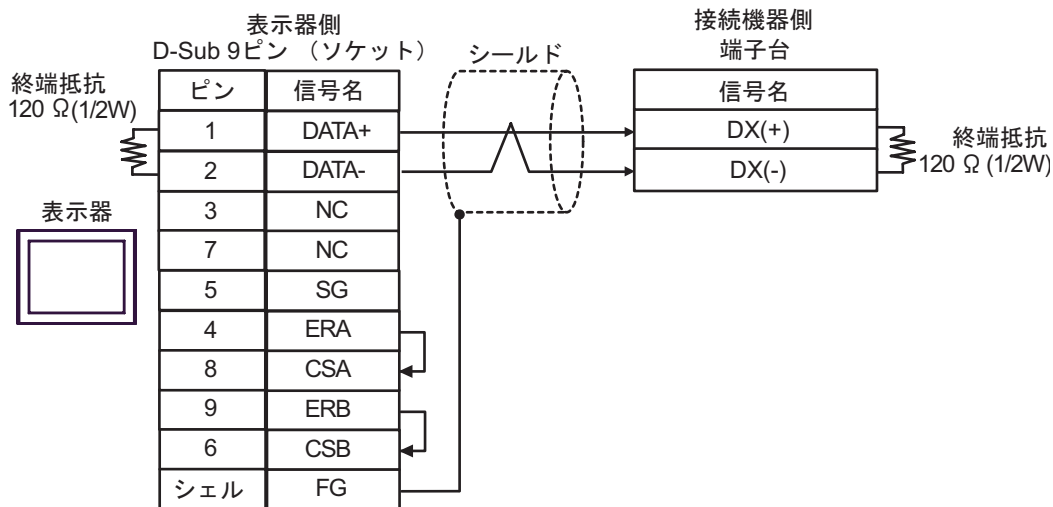 表示器側
D-Sub 9ピン （ソケット）
シールド
接続機器側
端子台
終端抵抗
120 Ω(1/2W)
ピン 信号名
1 DATA+
2 DATA-
3 NC
7 NC
5 SG
4 ERA
8 CSA
9 ERB
6 CSB
シェル FG
表示器
信号名
DX(+)
DX(-)
終端抵抗
120 Ω (1/2W)